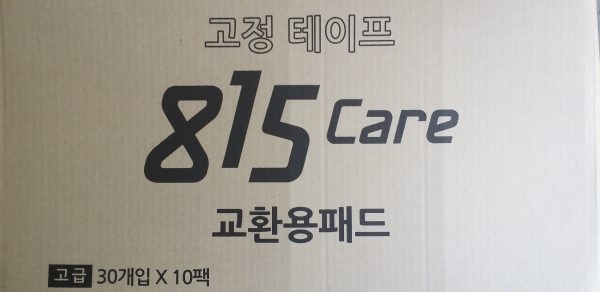 고정 테이프
815 Care
교환용패드
고급 30개입 X 10팩